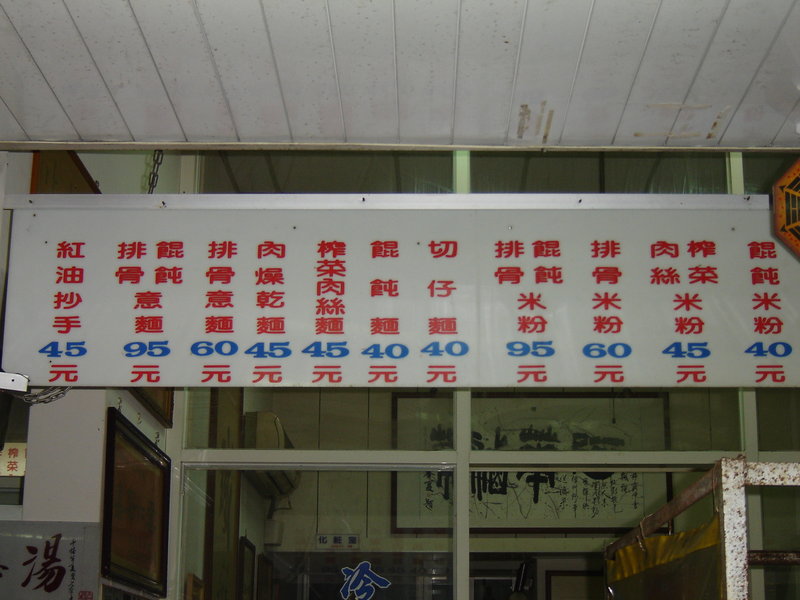 餛飩米粉40元
榨菜肉絲米粉45元
排骨米粉60元
餛飩排骨米粉95元
切仔麵40元
餛飩麵40元
榨菜肉絲麵45元
肉燥乾麵45元
排骨意麵60元
餛飩排骨意麵95元
紅油抄手45元
化粧室
冷
湯
榨菜